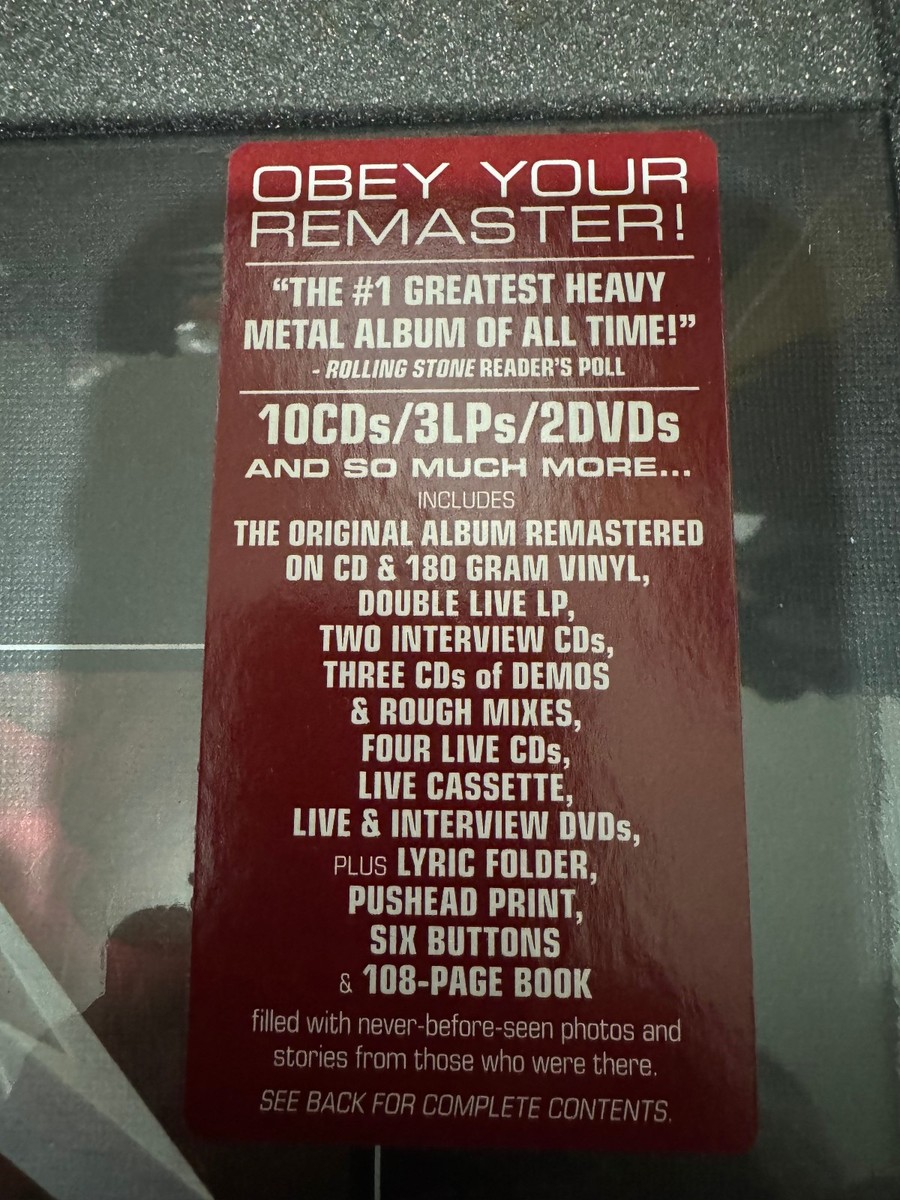 OBEY YOUR
REMASTER!
“THE #1 GREATEST HEAVY
METAL ALBUM OF ALL TIME!”
- ROLLING STONE READER'S POLL
10CDs/3LPs/2DVDs
AND SO MUCH MORE...
INCLUDES
THE ORIGINAL ALBUM REMASTERED
ON CD & 180 GRAM VINYL,
DOUBLE LIVE LP,
TWO INTERVIEW CDs,
THREE CDs of DEMOS
& ROUGH MIXES,
FOUR LIVE CDs,
LIVE CASSETTE,
LIVE & INTERVIEW DVDs,
PLUS LYRIC FOLDER,
PUSHEAD PRINT,
SIX BUTTONS
& 108-PAGE BOOK
filled with never-before-seen photos and
stories from those who were there.
SEE BACK FOR COMPLETE CONTENTS.